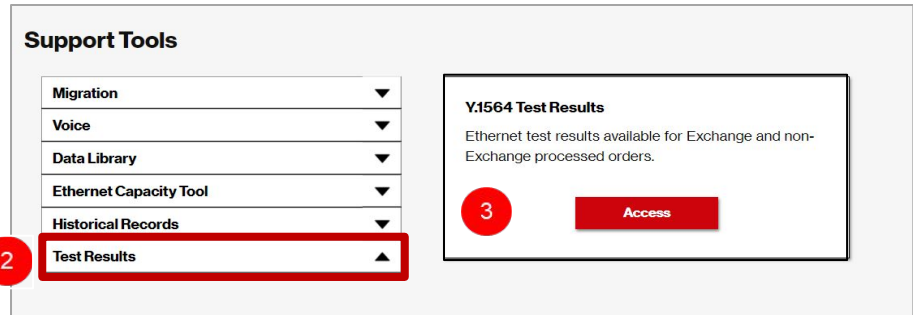 Support Tools
Migration
Voice
Data Library
Ethernet Capacity Tool
Historical Records
2
Test Results
Y.1564 Test Results
Ethernet test results available for Exchange and non-
Exchange processed orders.
3
Access